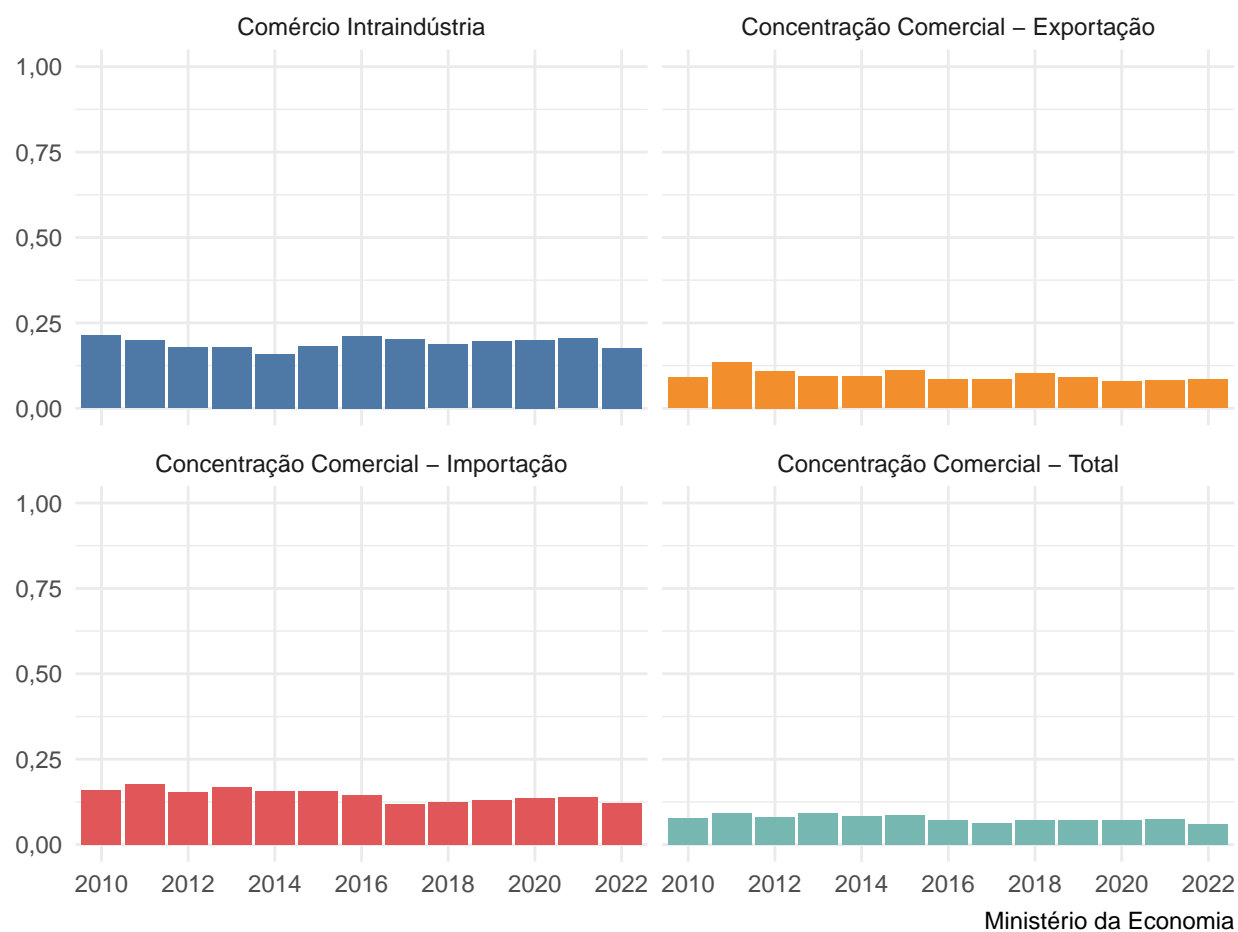 Comércio Intraindústria
Concentração Comercial – Exportação
1,00
0,75
0,50
0,25
0,00
Concentração Comercial – Importação
Concentração Comercial – Total
1,00
0,75
0,50
0,25
0,00
2010 2012 2014 2016 2018 2020 2022
2010 2012 2014 2016 2018 2020 2022
Ministério da Economia